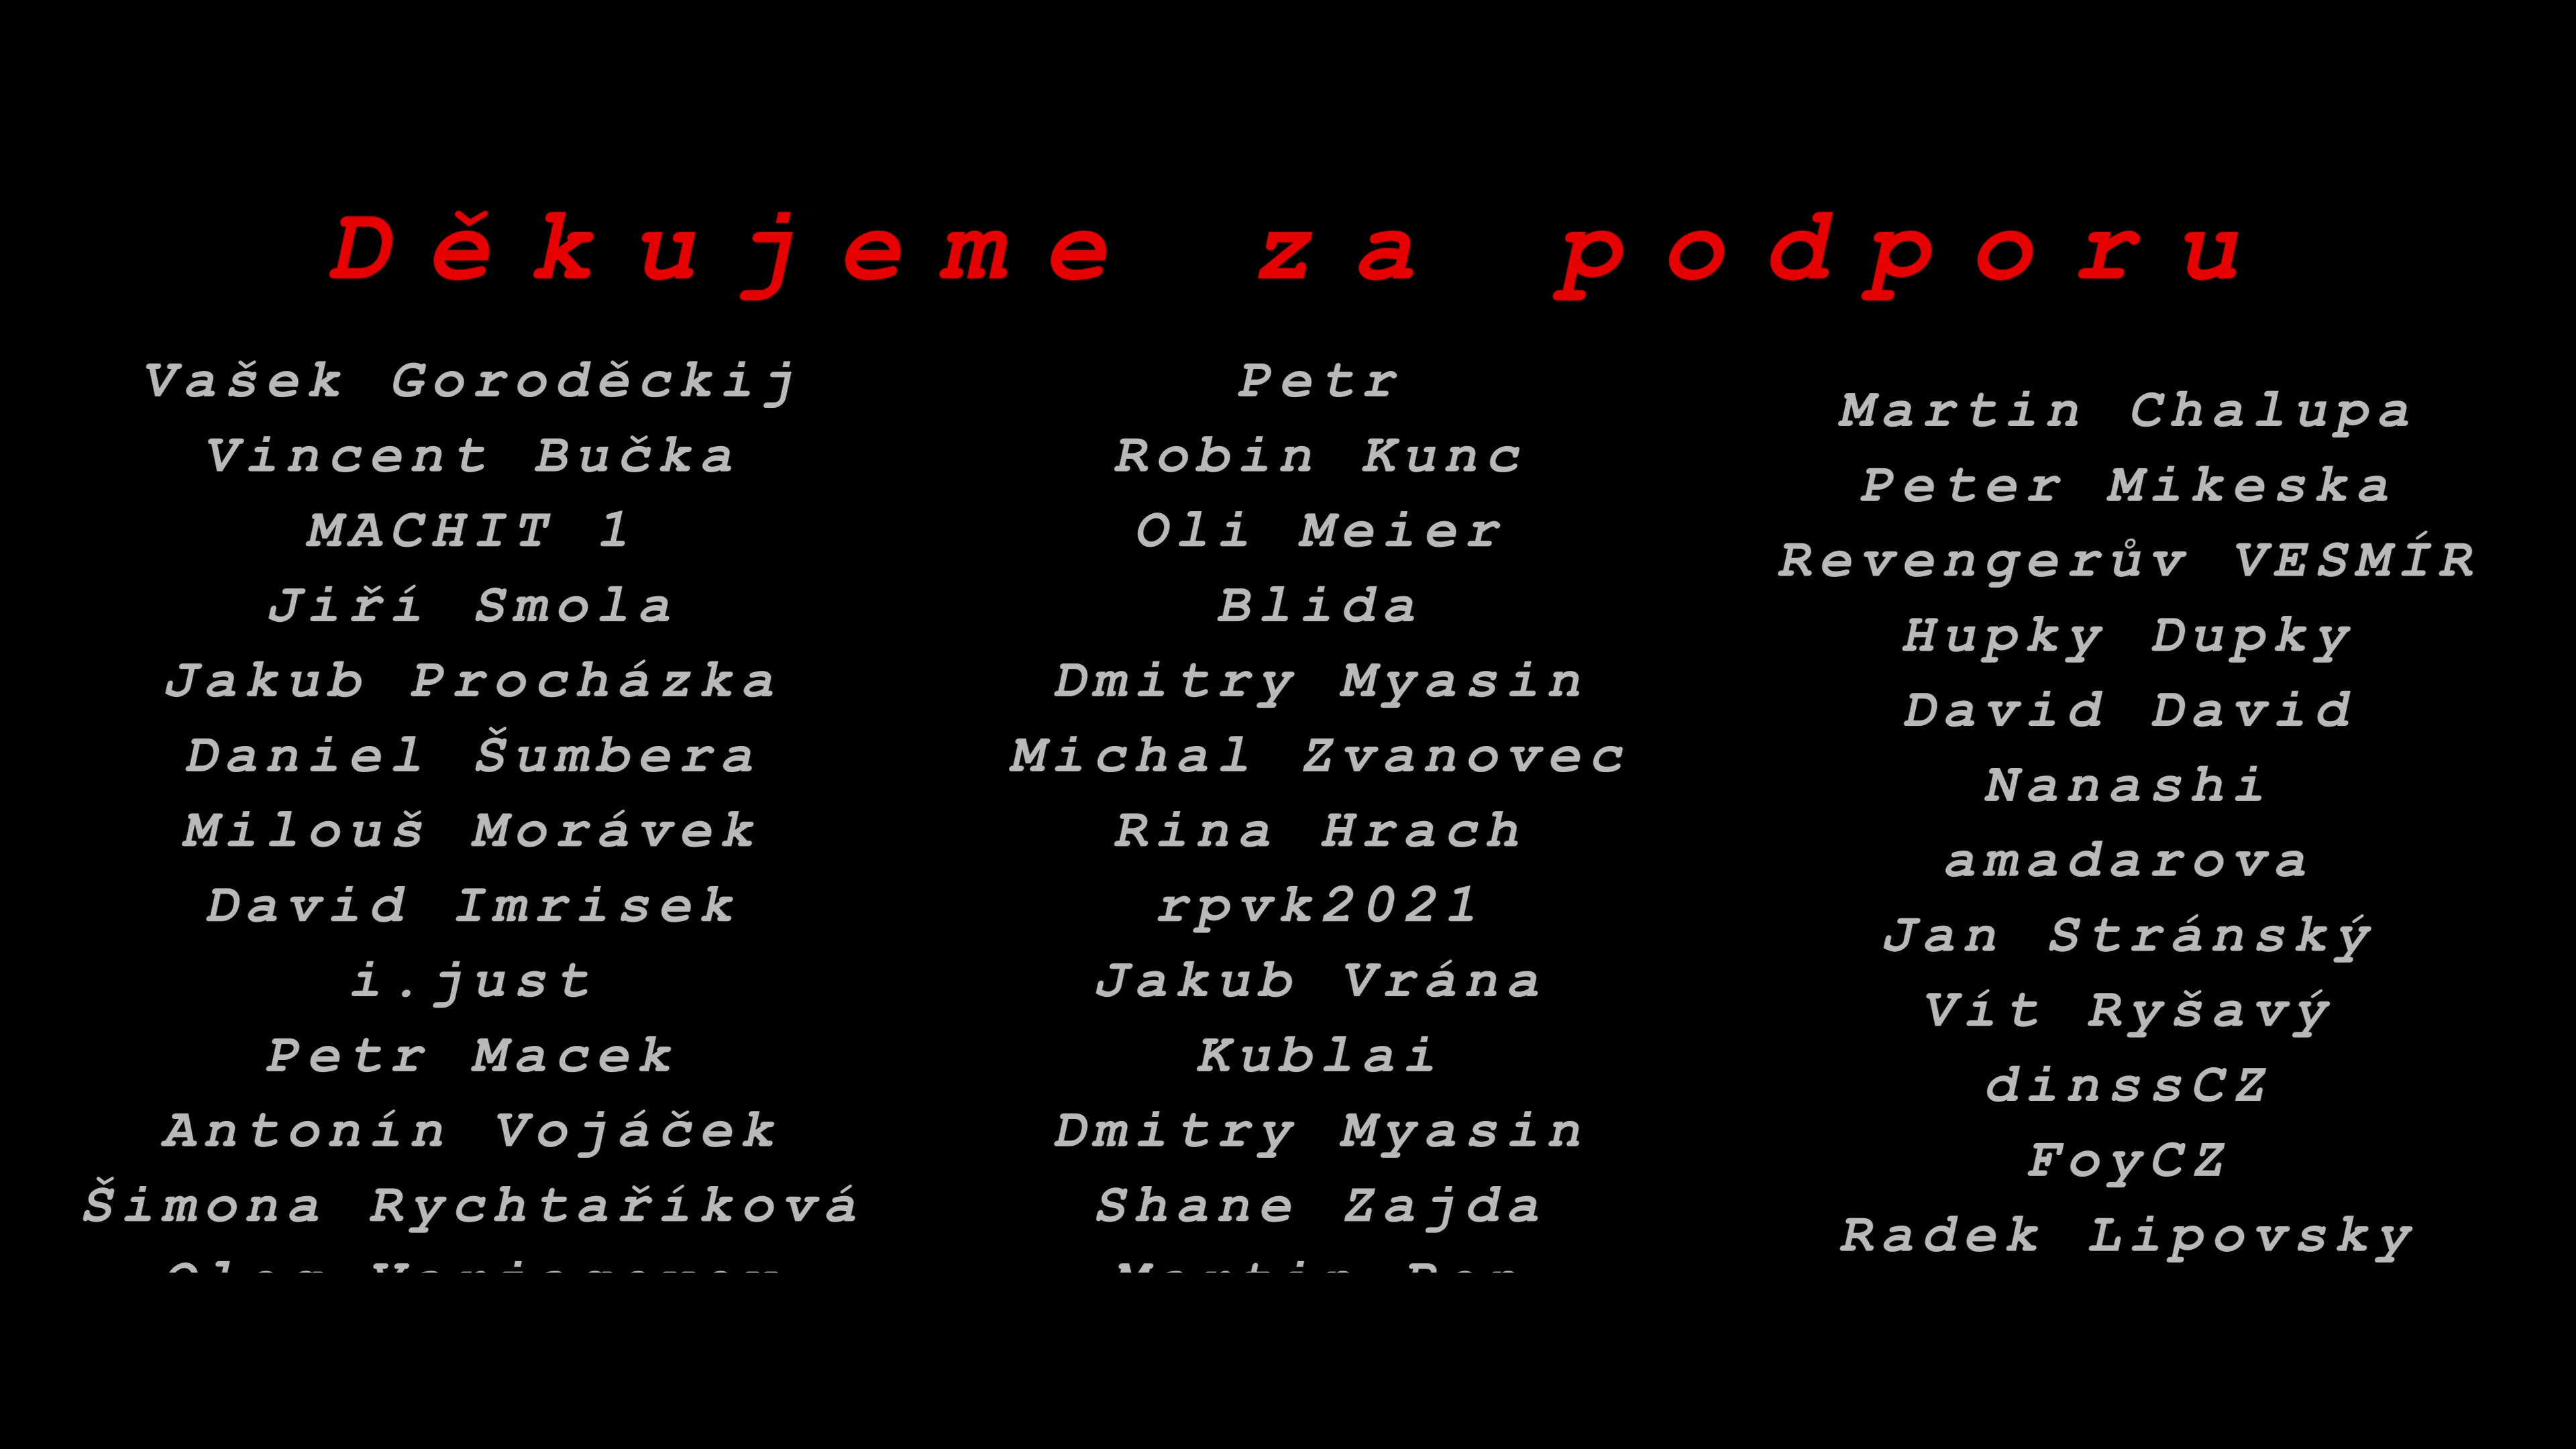 Děkujeme za podporu
Vašek Goroděckij
Vincent Bučka
MACHIT 1
Jiří Smola
Jakub Procházka
Daniel Šumbera
Milouš Morávek
David Imrisek
i.just
Petr Macek
Antonín Vojáček
Šimona Rychtaříková
Petr
Robin Kunc
Oli Meier
Blida
Dmitry Myasin
Michal Zvanovec
Rina Hrach
rpvk2021
Jakub Vrána
Kublai
Dmitry Myasin
Shane Zajda
Martin
Martin Chalupa
Peter Mikeska
Revengerův VESMÍR
Hupky Dupky
David David
Nanashi
amadarova
Jan Stránský
Vít Ryšavý
dinssCZ
FoyCZ
Radek Lipovsky